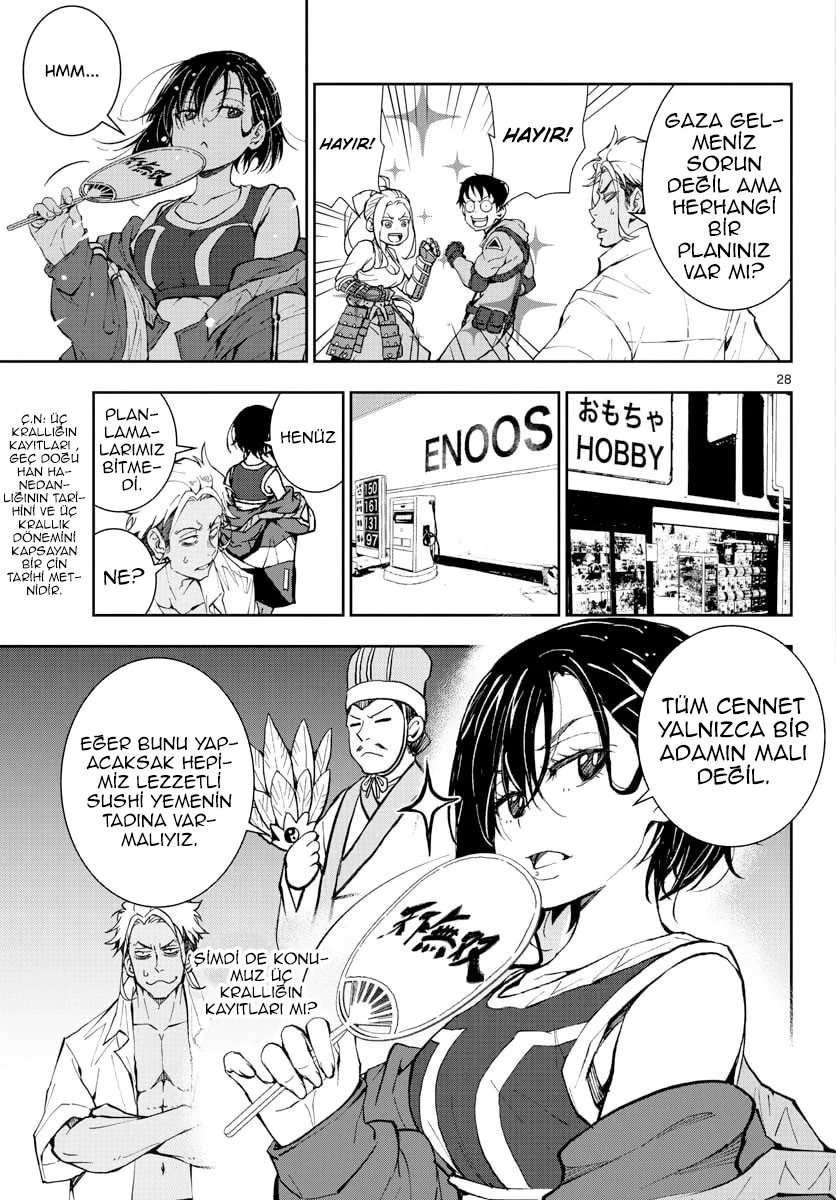 GAZA GEL-
MENİZ
SORUN
DEĞİL AMA
HERHANGİ
BİR
PLANINIZ
VAR MI?
HAYIR!
HAYIR!
HMM...
28
おもちゃ
HOBBY
ENOOS
150
161
131
97
HENÜZ
PLAN-
LAMA-
LARIMIZ
BİTME-
Dİ.
NE?
Ç.N: ÜÇ
KRALLIĞIN
KAYITLARI ,
GEÇ DOĞU
HAN HA-
NEDAN-
LIĞININ TARİ-
HİNİ VE ÜÇ
KRALLIK
DÖNEMİNİ
KAPSAYAN
BİR ÇİN
TARİHİ MET-
NİDİR.
TÜM CENNET
YALNIZCA BİR
ADAMIN MALI
DEĞİL.
EĞER BUNU YAP-
ACAKSAK HEPİ-
MİZ LEZZETLİ
SUSHİ YEMENİN
TADINA VAR-
MALIYIZ.
ŞİMDİ DE KONU-
MUZ ÜÇ
KRALLIĞIN
KAYITLARI MI?